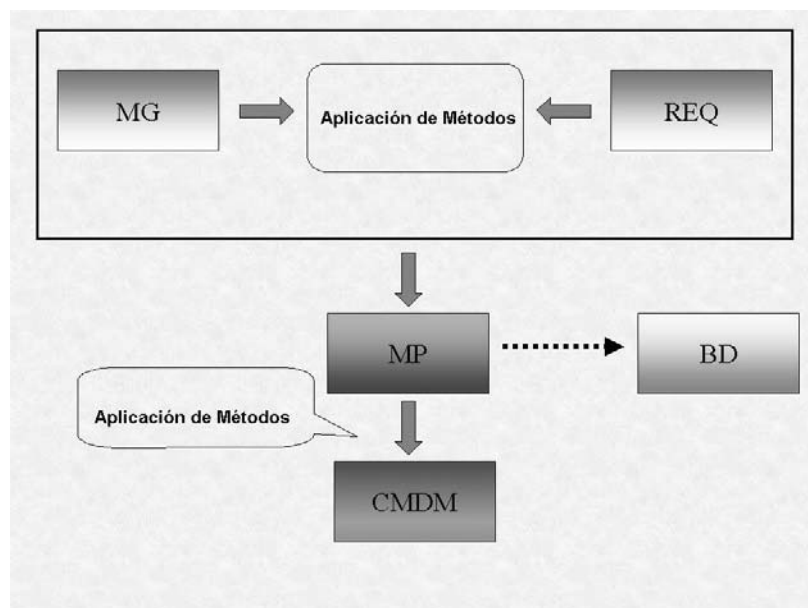 MG
Aplicación de Métodos
REQ
MP
BD
Aplicación de Métodos
CMDM